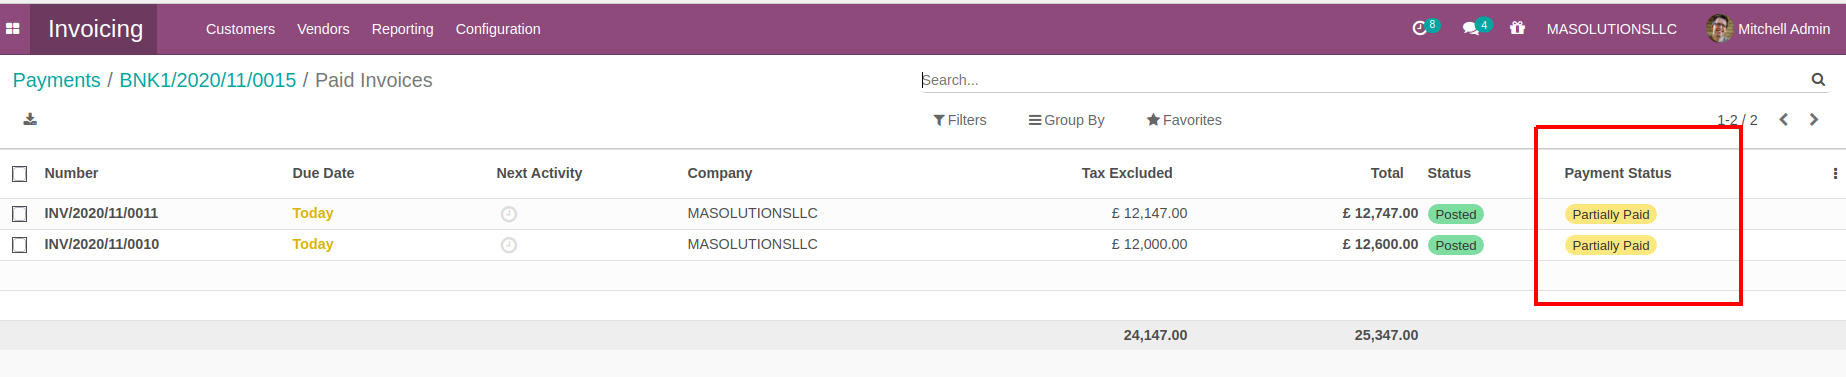 Invoicing Customers Vendors Reporting Configuration 8 4 MASOLUTIONSLLC Mitchell Admin
Payments / BNK1/2020/11/0015 / Paid Invoices Search...
Filters Group By Favorites 1-2 / 2
Number Due Date Next Activity Company Tax Excluded Total Status Payment Status
INV/2020/11/0011 Today MASOLUTIONSLLC £ 12,147.00 £ 12,747.00 Posted Partially Paid
INV/2020/11/0010 Today MASOLUTIONSLLC £ 12,000.00 £ 12,600.00 Posted Partially Paid
24,147.00 25,347.00